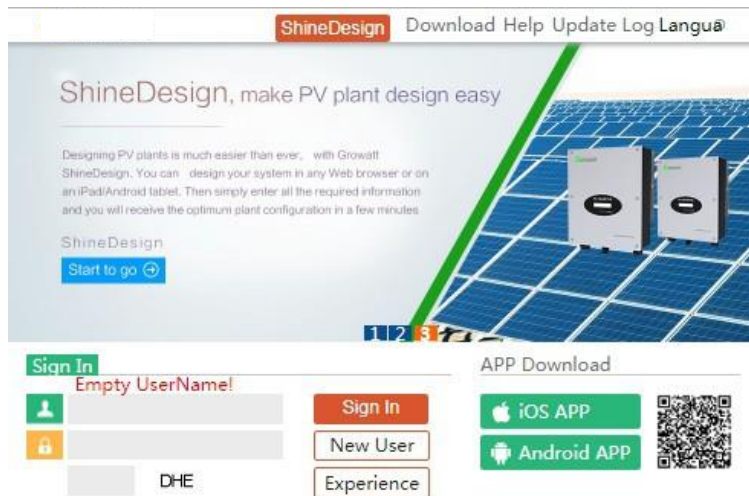 ShineDesign Download Help Update Log Langua
ShineDesign, make PV plant design easy
Designing PV plants is much easier than ever, with Growatt
ShineDesign. You can design your system in any Web browser or on
an iPad/Android tablet. Then simply enter all the required information
and you will receive the optimum plant configuration in a few minutes
ShineDesign
Start to go
1 2 3
Sign In
APP Download
Empty UserName!
Sign In
iOS APP
New User
Android APP
DHE
Experience